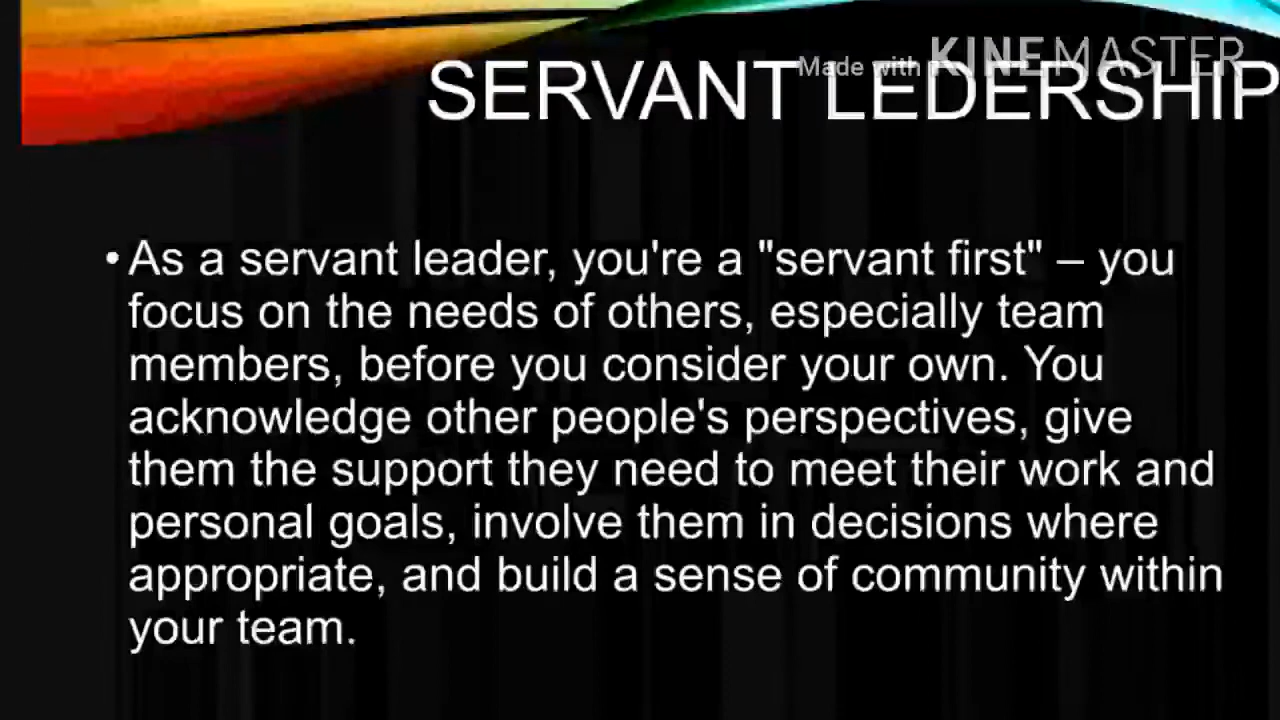 Made with KINEMASTER
SERVANT LEDERSHIP
• As a servant leader, you're a "servant first" – you
focus on the needs of others, especially team
members, before you consider your own. You
acknowledge other people's perspectives, give
them the support they need to meet their work and
personal goals, involve them in decisions where
appropriate, and build a sense of community within
your team.